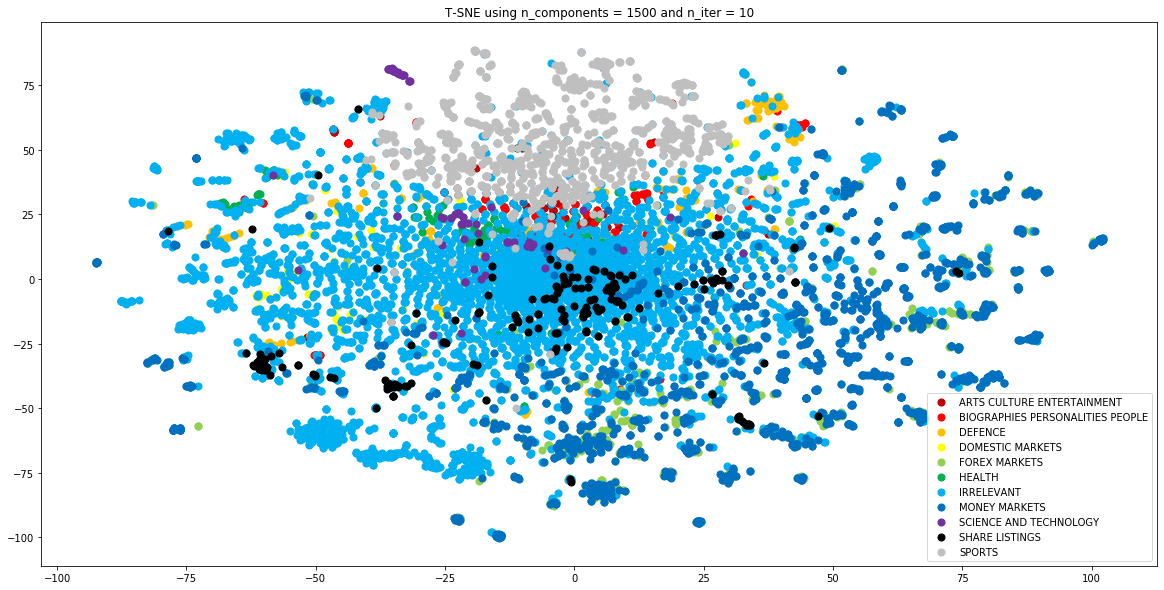 T-SNE using n_components = 1500 and n_iter = 10
75
50
25
0
−25
−50
−75
−100
−100
−75
−50
−25
0
25
50
75
100
ARTS CULTURE ENTERTAINMENT
BIOGRAPHIES PERSONALITIES PEOPLE
DEFENCE
DOMESTIC MARKETS
FOREX MARKETS
HEALTH
IRRELEVANT
MONEY MARKETS
SCIENCE AND TECHNOLOGY
SHARE LISTINGS
SPORTS